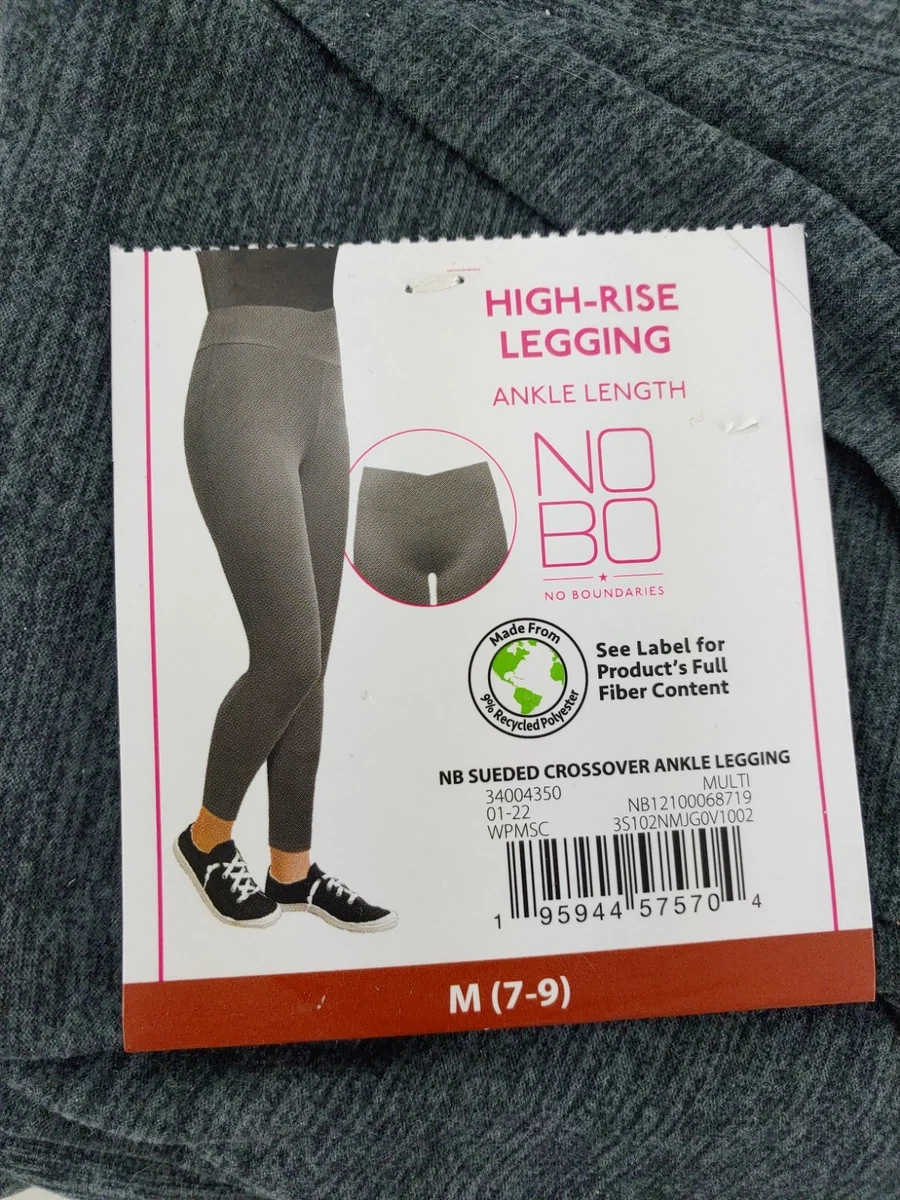 HIGH-RISE
LEGGING
ANKLE LENGTH
NO
BO
NO BOUNDARIES
Made From
9% Recycled Polyester
See Label for
Product's Full
Fiber Content
NB SUEDED CROSSOVER ANKLE LEGGING
34004350 MULTI
01-22 NB12100068719
WPMSC 3S102NMJG0V1002
1 95944 57570 4
M (7-9)